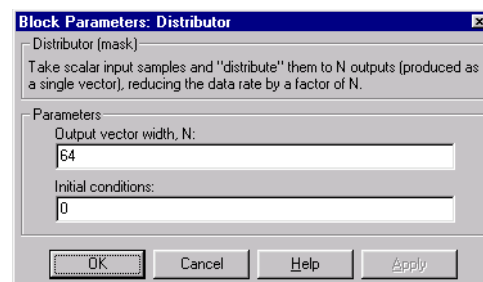 Block Parameters: Distributor
Distributor (mask)
Take scalar input samples and "distribute" them to N outputs (produced as
a single vector), reducing the data rate by a factor of N.
Parameters
Output vector width, N:
64
Initial conditions:
0
OK Cancel Help Apply